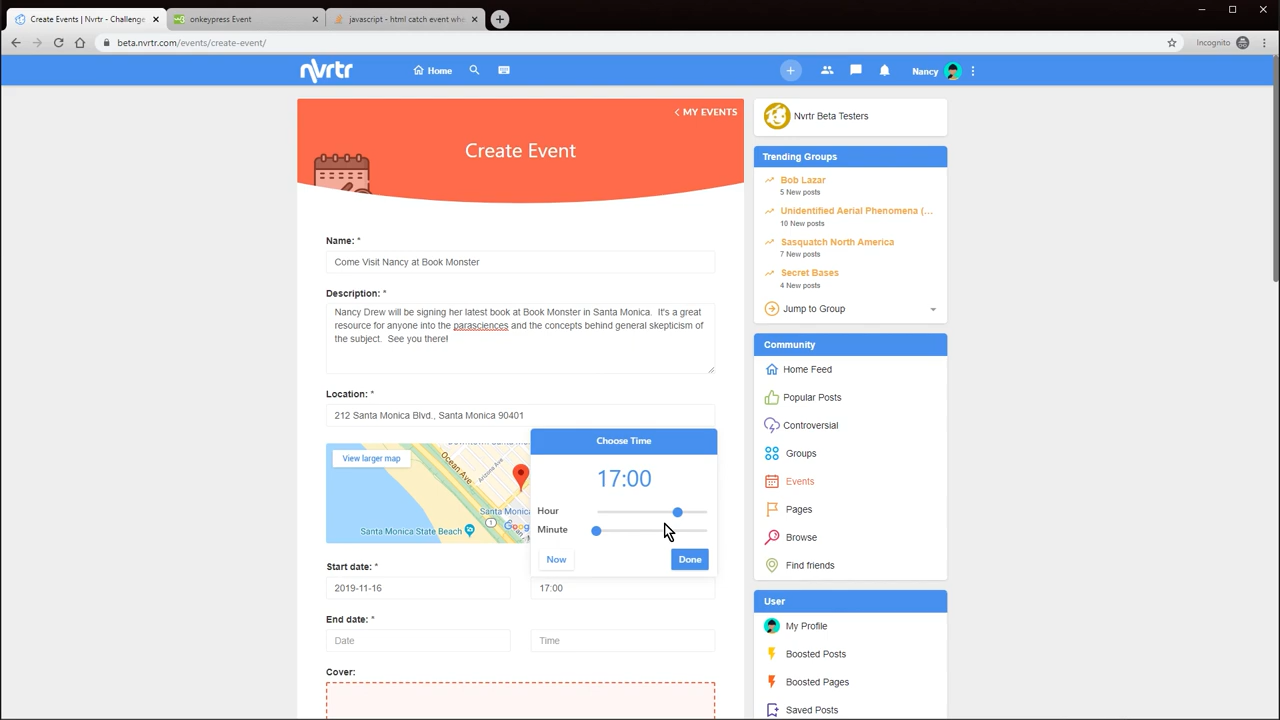 Create Events | Nvrtr - Challenge
onkeypress Event
javascript - html catch event whe
beta.nvrtr.com/events/create-event/
Incognito
nvrtr
Home
Nancy
MY EVENTS
Create Event
Name: *
Come Visit Nancy at Book Monster
Description: *
Nancy Drew will be signing her latest book at Book Monster in Santa Monica. It's a great
resource for anyone into the parasciences and the concepts behind general skepticism of
the subject. See you there!
Location: *
212 Santa Monica Blvd., Santa Monica 90401
View larger map
Ocean Ave
Arizona Ave
Santa Monica
1
Santa Monica State Beach
Choose Time
17:00
Hour
Minute
Now
Done
Start date: *
2019-11-16
17:00
End date: *
Date
Time
Cover:
Nvrtr Beta Testers
Trending Groups
Bob Lazar
5 New posts
Unidentified Aerial Phenomena (...
10 New posts
Sasquatch North America
7 New posts
Secret Bases
4 New posts
Jump to Group
Community
Home Feed
Popular Posts
Controversial
Groups
Events
Pages
Browse
Find friends
User
My Profile
Boosted Posts
Boosted Pages
Saved Posts